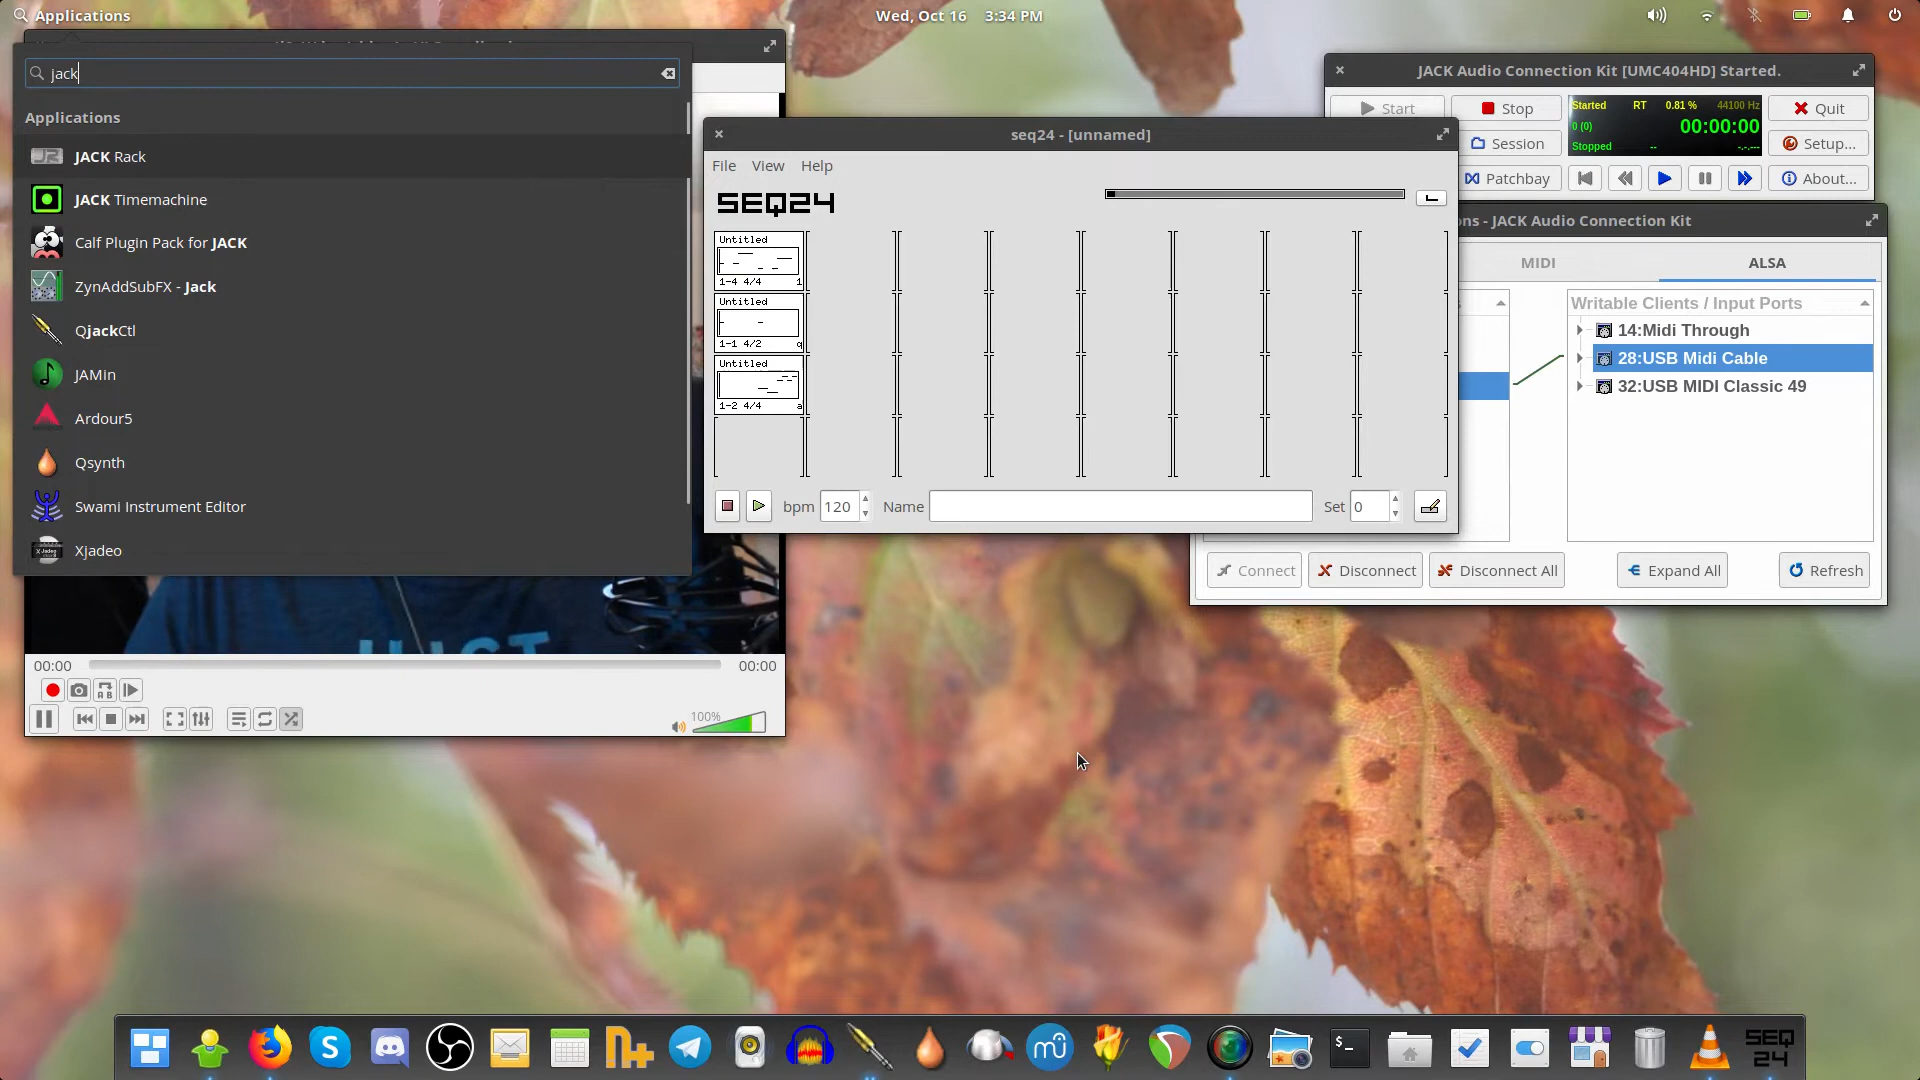 Applications
Wed, Oct 16 3:34 PM
jack
Applications
JACK Rack
JACK Timemachine
Calf Plugin Pack for JACK
ZynAddSubFX - Jack
QjackCtl
JAMin
Ardour5
Qsynth
Swami Instrument Editor
Xjadeo
00:00 00:00
100%
seq24 - [unnamed]
File View Help
SEQ24
Untitled
1-4 4/4 1
Untitled
1-1 4/2 q
Untitled
1-2 4/4 a
bpm 120 Name Set 0
JACK Audio Connection Kit [UMC404HD] Started.
Start Stop Quit
Started RT 0.81 % 44100 Hz
0 (0) 00:00:00
Stopped -- -.-.---
Session Setup...
Patchbay About...
ons - JACK Audio Connection Kit
MIDI ALSA
Writable Clients / Input Ports
14:Midi Through
28:USB Midi Cable
32:USB MIDI Classic 49
Connect Disconnect Disconnect All Expand All Refresh
SEQ
24